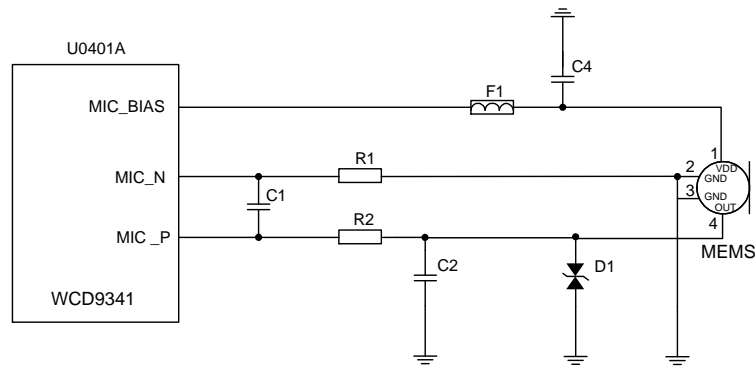 U0401A
C4
F1
MIC_BIAS
1
VDD
R1
2
GND
MIC_N
C1
3
GND
OUT
R2
4
MIC _P
MEMS
C2
D1
WCD9341